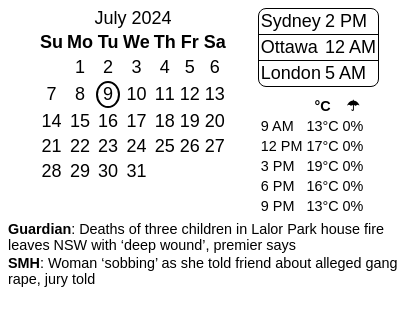 July 2024
Su Mo Tu We Th Fr Sa
1 2 3 4 5 6
7 8 9 10 11 12 13
14 15 16 17 18 19 20
21 22 23 24 25 26 27
28 29 30 31
Sydney 2 PM
Ottawa 12 AM
London 5 AM
°C ☂
9 AM 13°C 0%
12 PM 17°C 0%
3 PM 19°C 0%
6 PM 16°C 0%
9 PM 13°C 0%
Guardian: Deaths of three children in Lalor Park house fire
leaves NSW with ‘deep wound’, premier says
SMH: Woman ‘sobbing’ as she told friend about alleged gang
rape, jury told